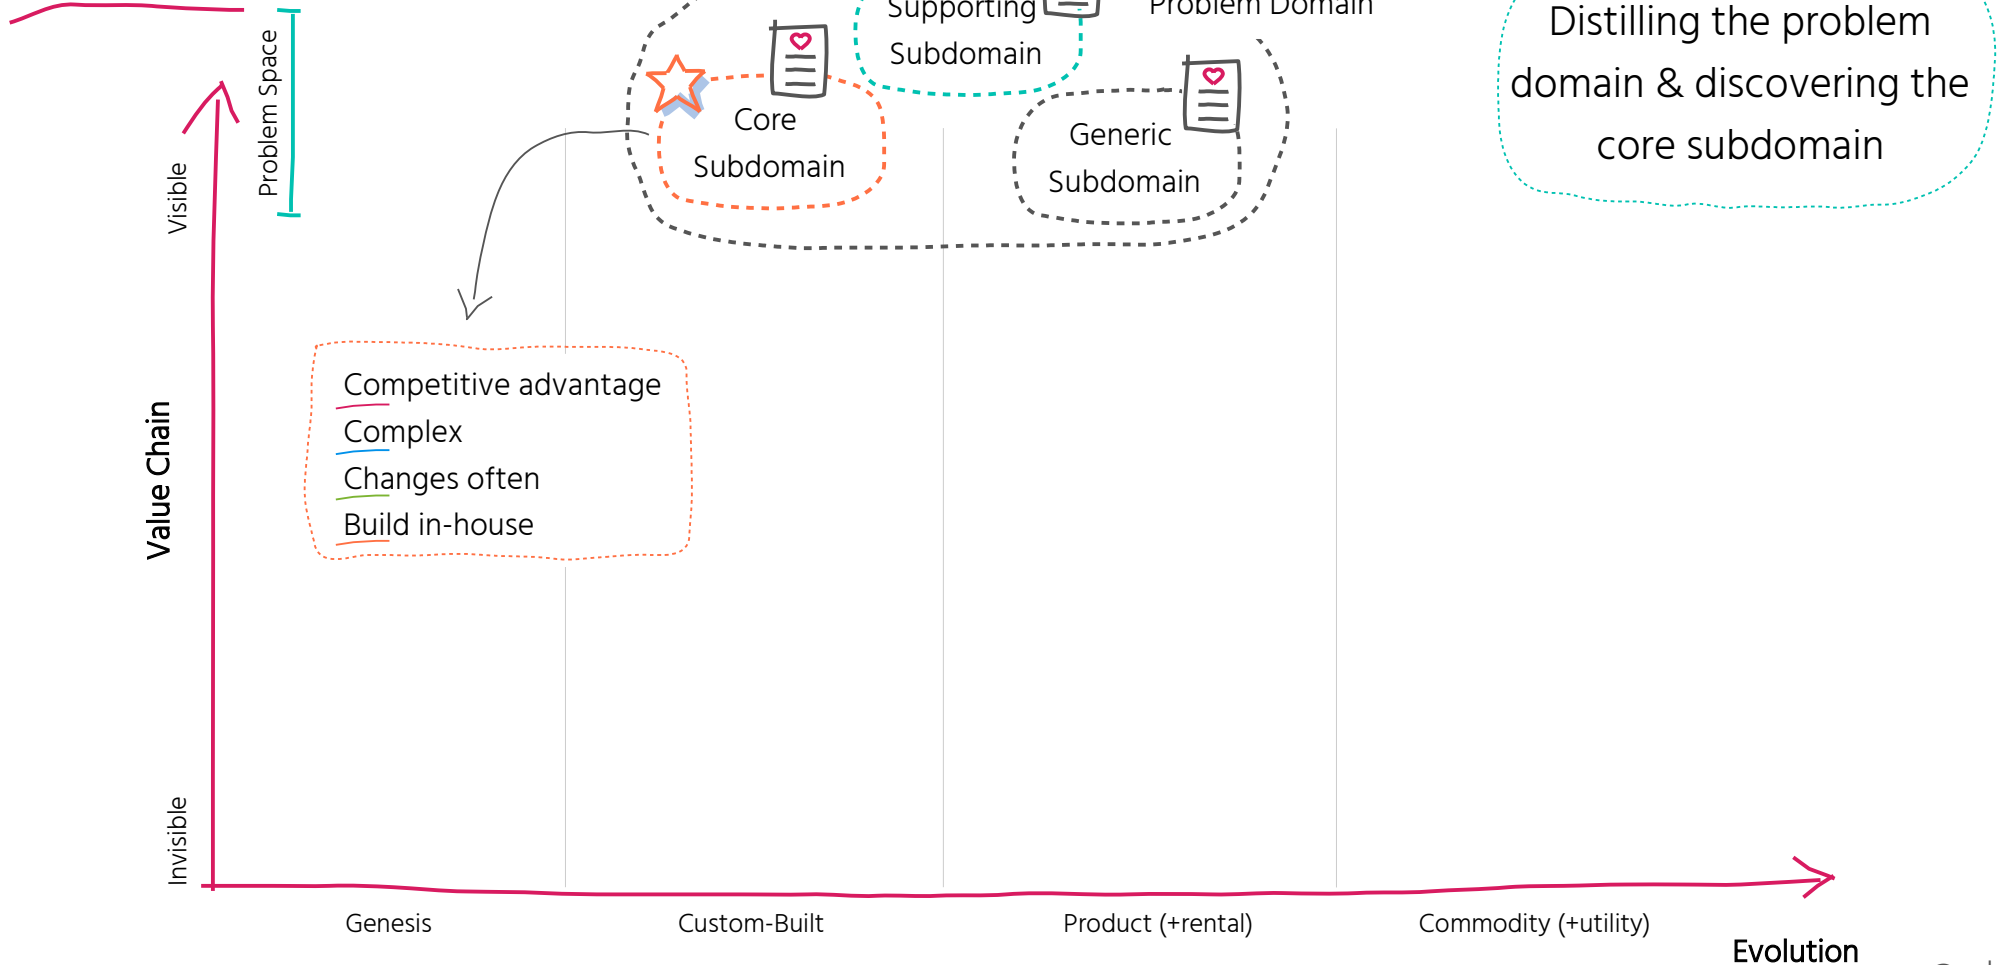 Supporting
Subdomain
Problem Domain
Distilling the problem
domain & discovering the
core subdomain
Problem Space
Core
Subdomain
Generic
Subdomain
Visible
Competitive advantage
Complex
Changes often
Build in-house
Value Chain
Invisible
Genesis
Custom-Built
Product (+rental)
Commodity (+utility)
Evolution